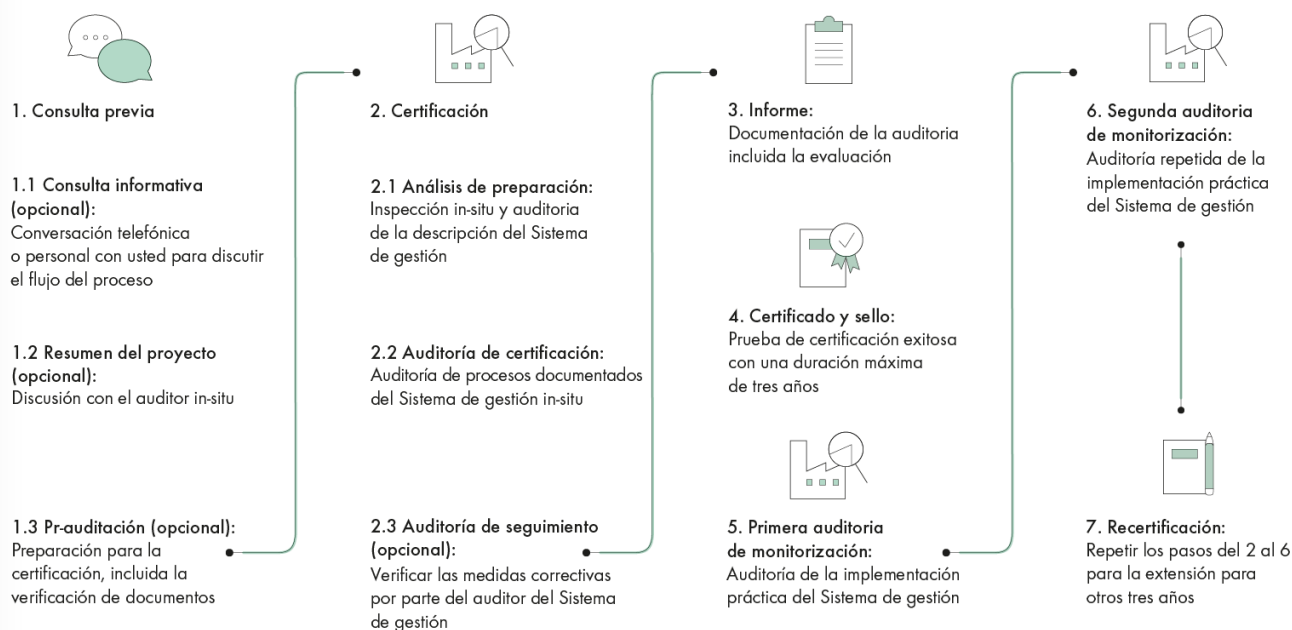 1. Consulta previa
1.1 Consulta informativa
(opcional):
Conversación telefónica
o personal con usted para discutir
el flujo del proceso
1.2 Resumen del proyecto
(opcional):
Discusión con el auditor in-situ
1.3 Pr-auditación (opcional):
Preparación para la
certificación, incluida la
verificación de documentos
2. Certificación
2.1 Análisis de preparación:
Inspección in-situ y auditoria
de la descripción del Sistema
de gestión
2.2 Auditoría de certificación:
Auditoría de procesos documentados
del Sistema de gestión in-situ
2.3 Auditoría de seguimiento
(opcional):
Verificar las medidas correctivas
por parte del auditor del Sistema
de gestión
3. Informe:
Documentación de la auditoria
incluida la evaluación
4. Certificado y sello:
Prueba de certificación exitosa
con una duración máxima
de tres años
5. Primera auditoria
de monitorización:
Auditoría de la implementación
práctica del Sistema de gestión
6. Segunda auditoria
de monitorización:
Auditoría repetida de la
implementación práctica
del Sistema de gestión
7. Recertificación:
Repetir los pasos del 2 al 6
para la extensión para
otros tres años